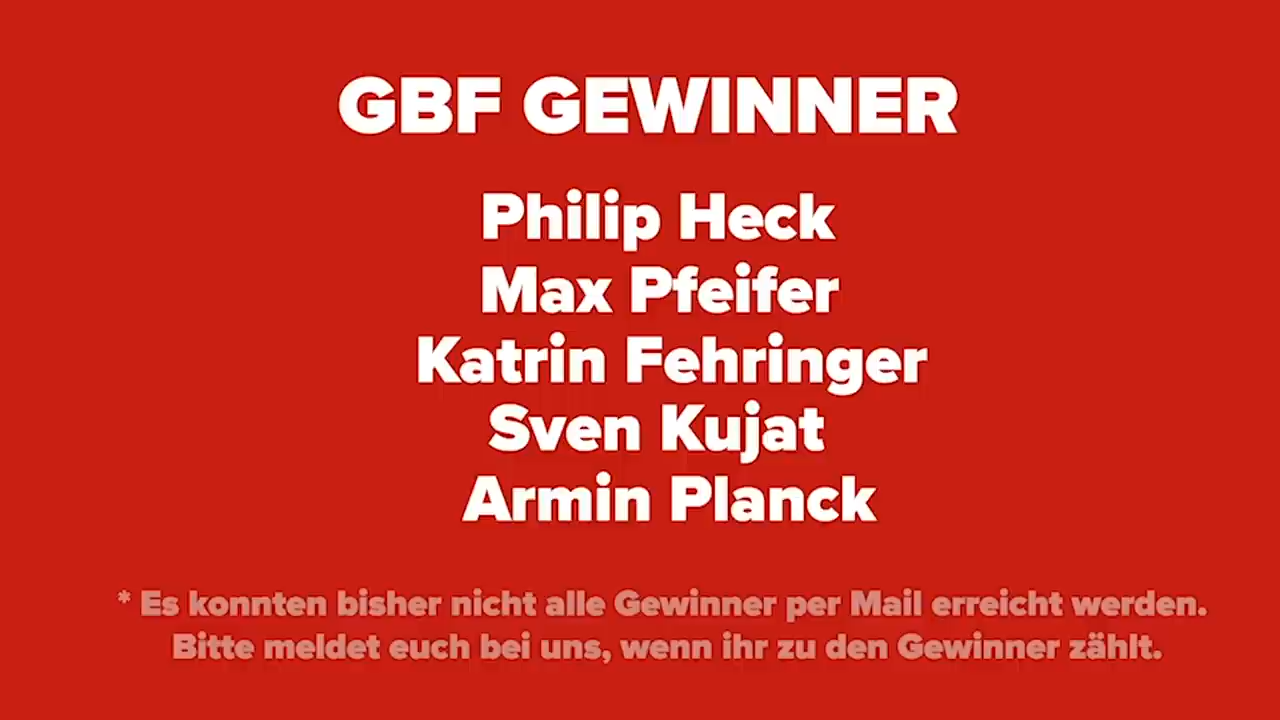 GBF GEWINNER
Philip Heck
Max Pfeifer
Katrin Fehringer
Sven Kujat
Armin Planck
* Es konnten bisher nicht alle Gewinner per Mail erreicht werden.
Bitte meldet euch bei uns, wenn ihr zu den Gewinner zählt.